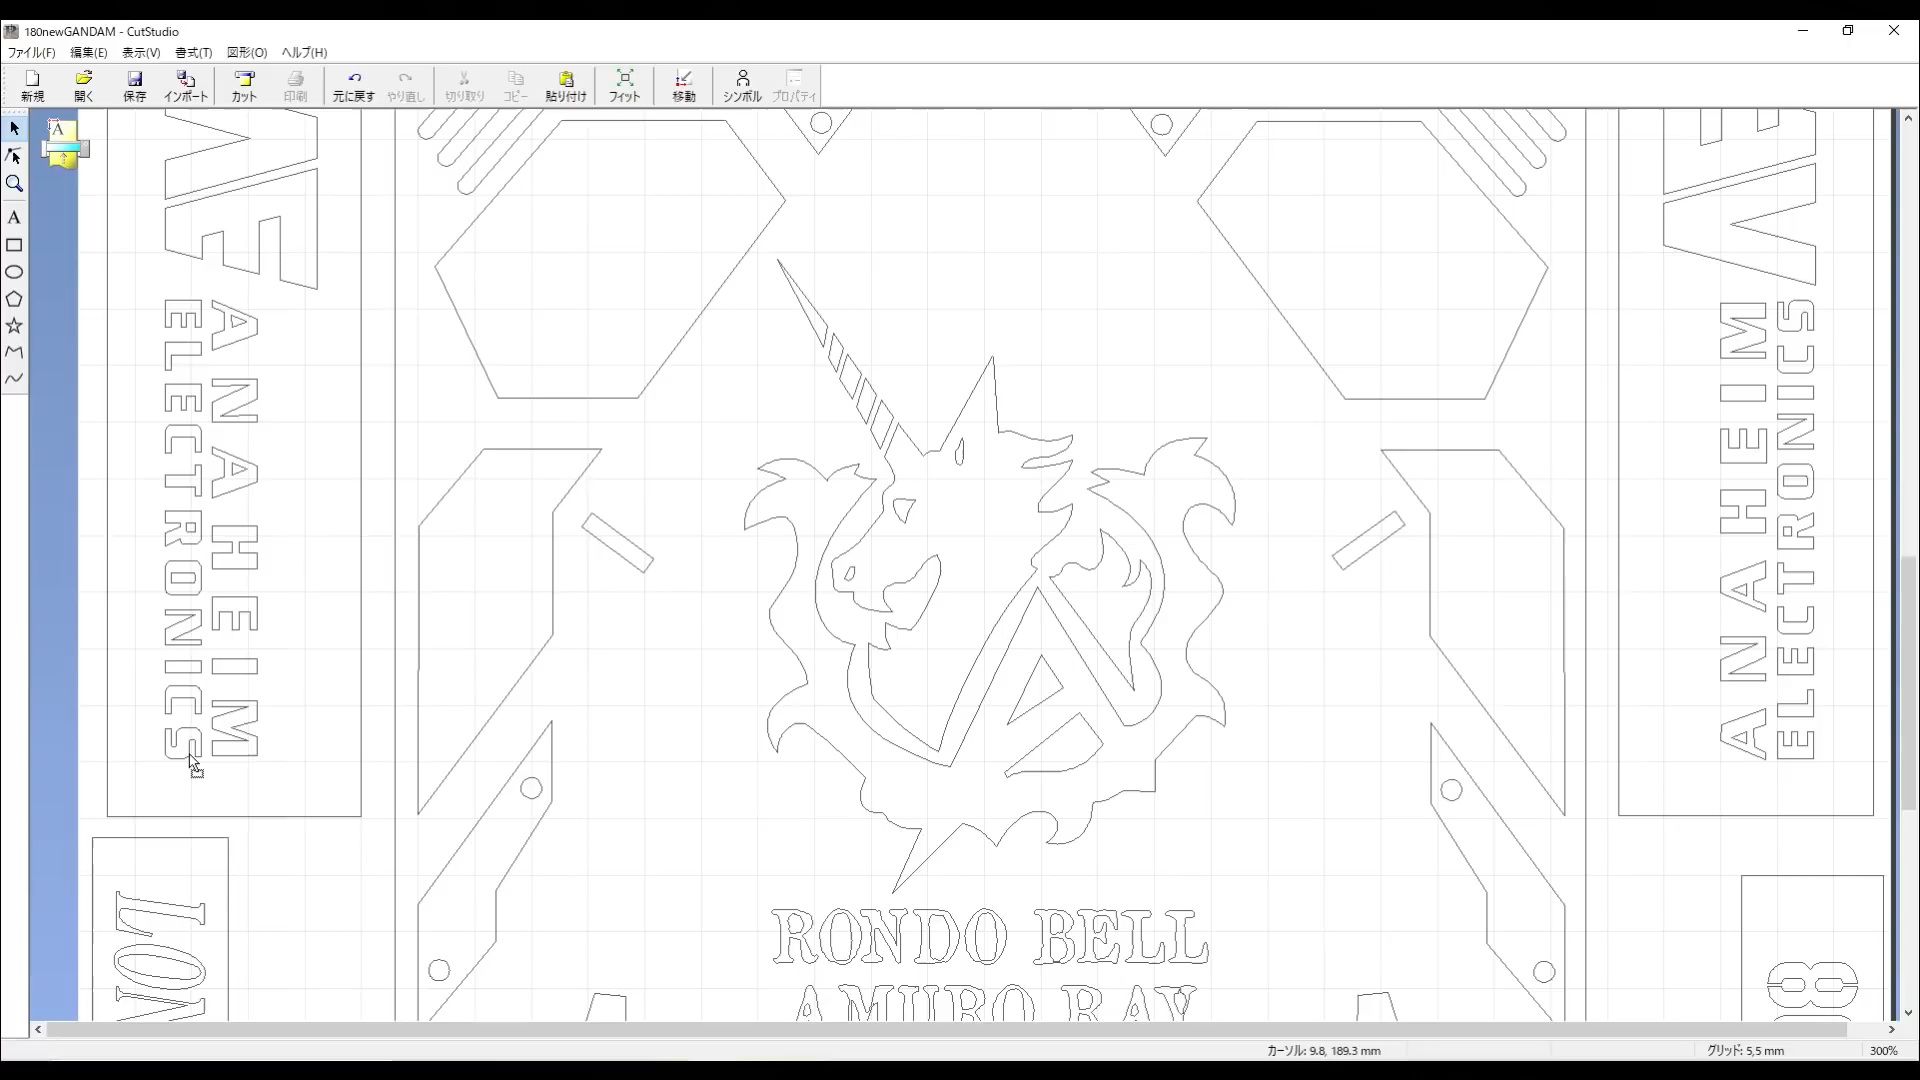 180newGANDAM - CutStudio
ファイル(F) 編集(E) 表示(V) 書式(T) 図形(O) ヘルプ(H)
新規 開く 保存 インポート カット 印刷 元に戻す やり直し 切り取り コピー 貼り付け フィット 移動 シンボル プロパティ
A
A
AE
ANAHEIM
ELECTRONICS
AE
ANAHEIM
ELECTRONICS
A
RONDO BELL
AMURO RAY
LON
98
カーソル: 9.8, 189.3 mm
グリッド: 5,5 mm
300%